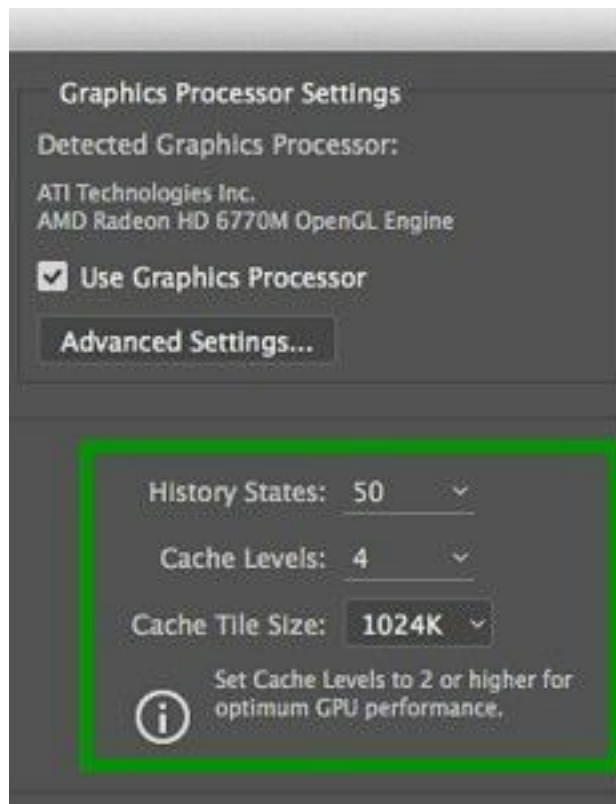 Graphics Processor Settings
Detected Graphics Processor:
ATI Technologies Inc.
AMD Radeon HD 6770M OpenGL Engine
Use Graphics Processor
Advanced Settings...
History States: 50
Cache Levels: 4
Cache Tile Size: 1024K
Set Cache Levels to 2 or higher for
optimum GPU performance.